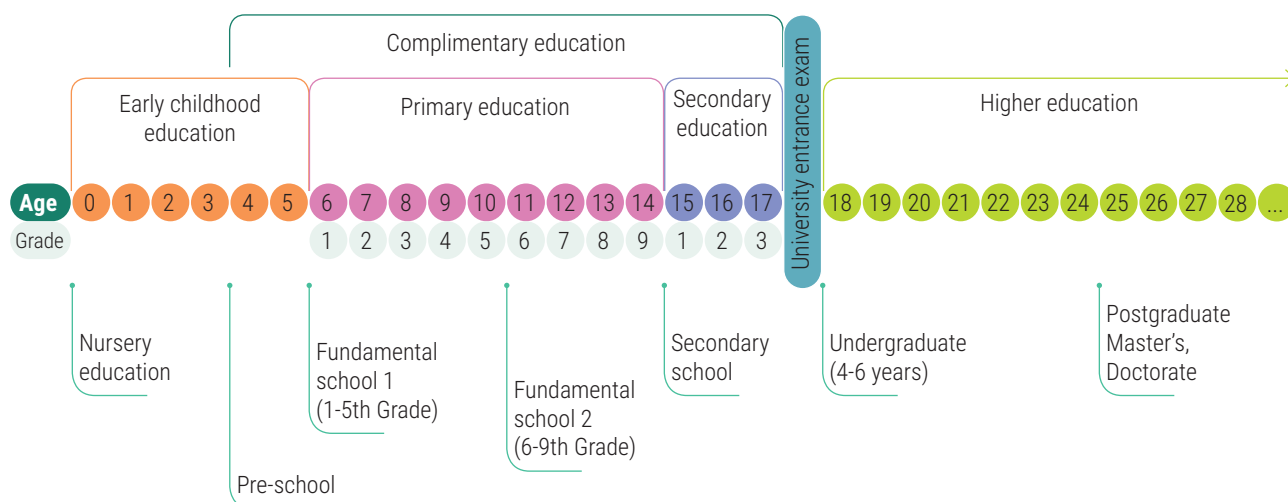 Complimentary education
University entrance exam
Early childhood
education
Primary education
Secondary
education
Higher education
Age 0 1 2 3 4 5 6 7 8 9 10 11 12 13 14 15 16 17 18 19 20 21 22 23 24 25 26 27 28 ...
Grade 1 2 3 4 5 6 7 8 9 1 2 3
Nursery
education
Pre-school
Fundamental
school 1
(1-5th Grade)
Fundamental
school 2
(6-9th Grade)
Secondary
school
Undergraduate
(4-6 years)
Postgraduate
Master's,
Doctorate